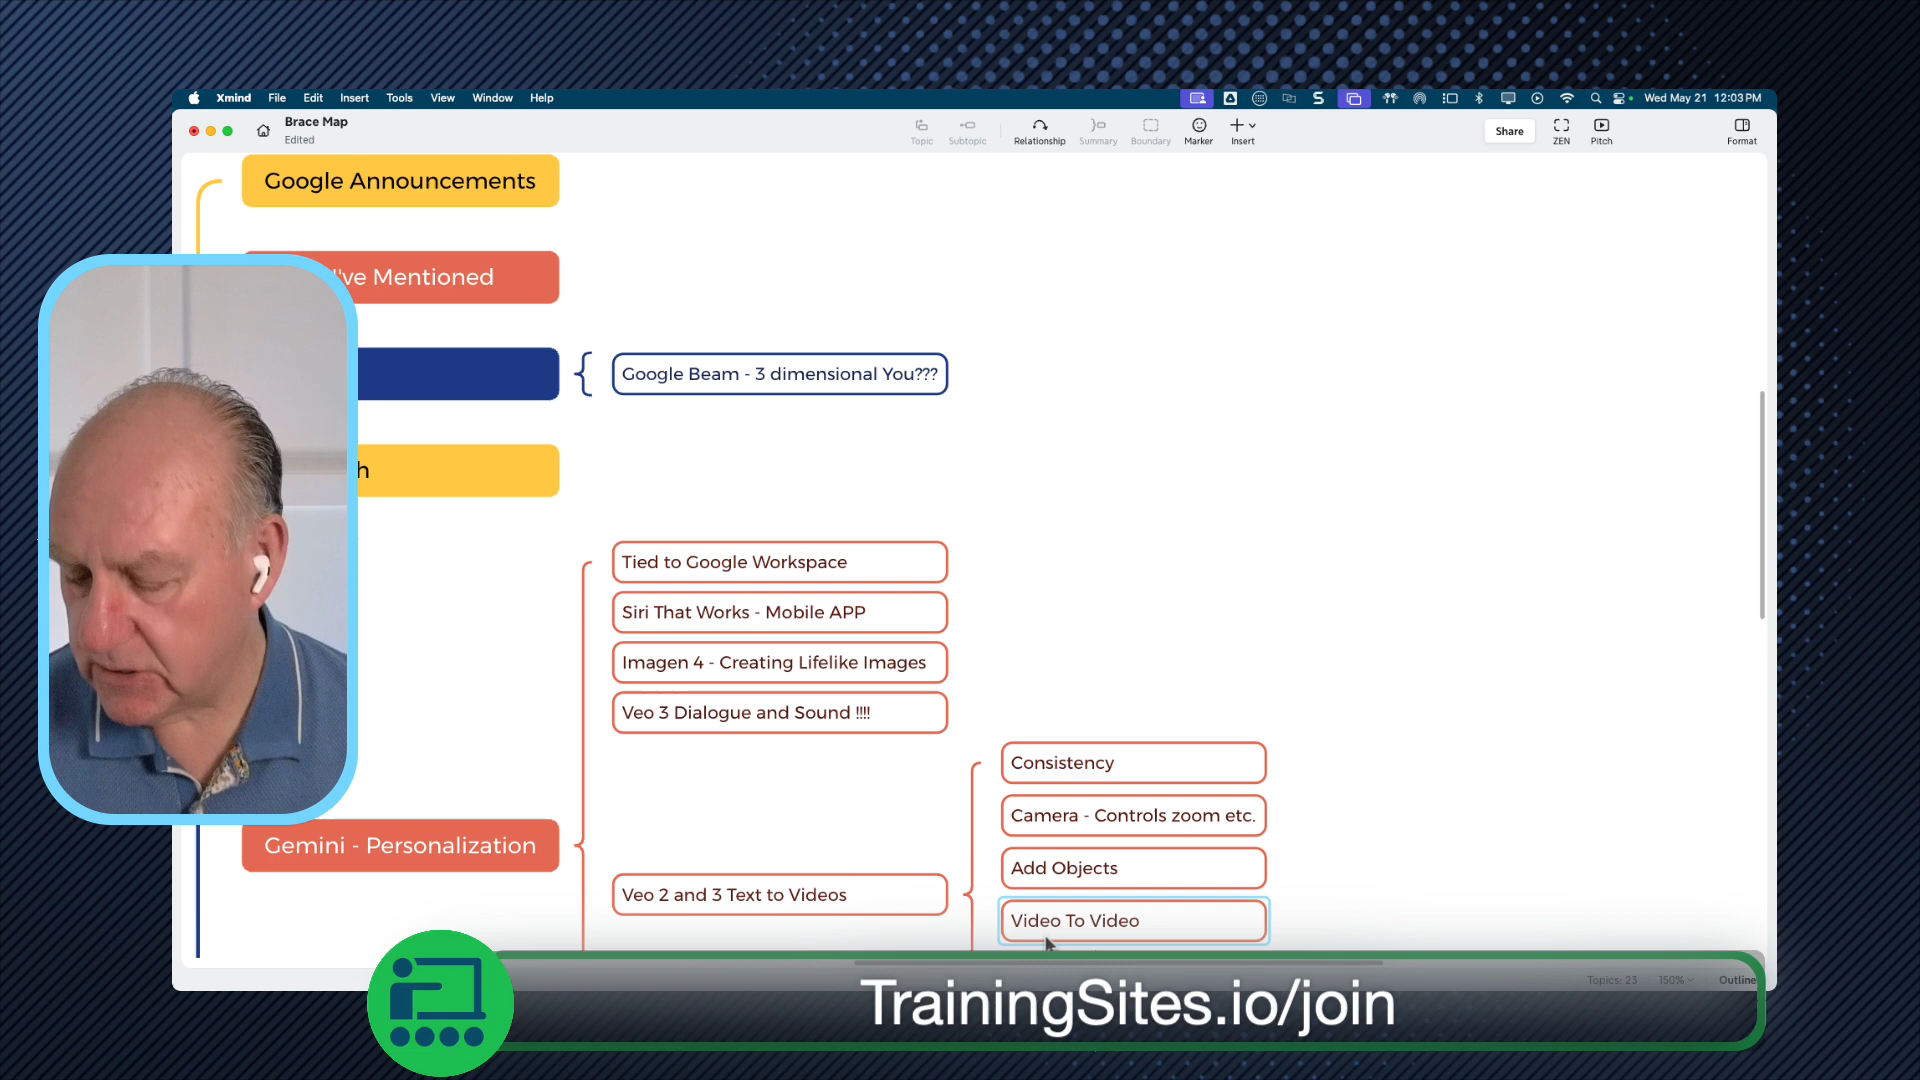 Xmind File Edit Insert Tools View Window Help
Wed May 21 12:03 PM
Brace Map
Edited
Topic Subtopic Relationship Summary Boundary Marker Insert
Share ZEN Pitch Format
Google Announcements
I've Mentioned
Google Beam - 3 dimensional You???
h
Tied to Google Workspace
Siri That Works - Mobile APP
Imagen 4 - Creating Lifelike Images
Veo 3 Dialogue and Sound !!!!
Consistency
Camera - Controls zoom etc.
Gemini - Personalization
Add Objects
Veo 2 and 3 Text to Videos
Video To Video
Topics: 23 150% Outline
TrainingSites.io/join